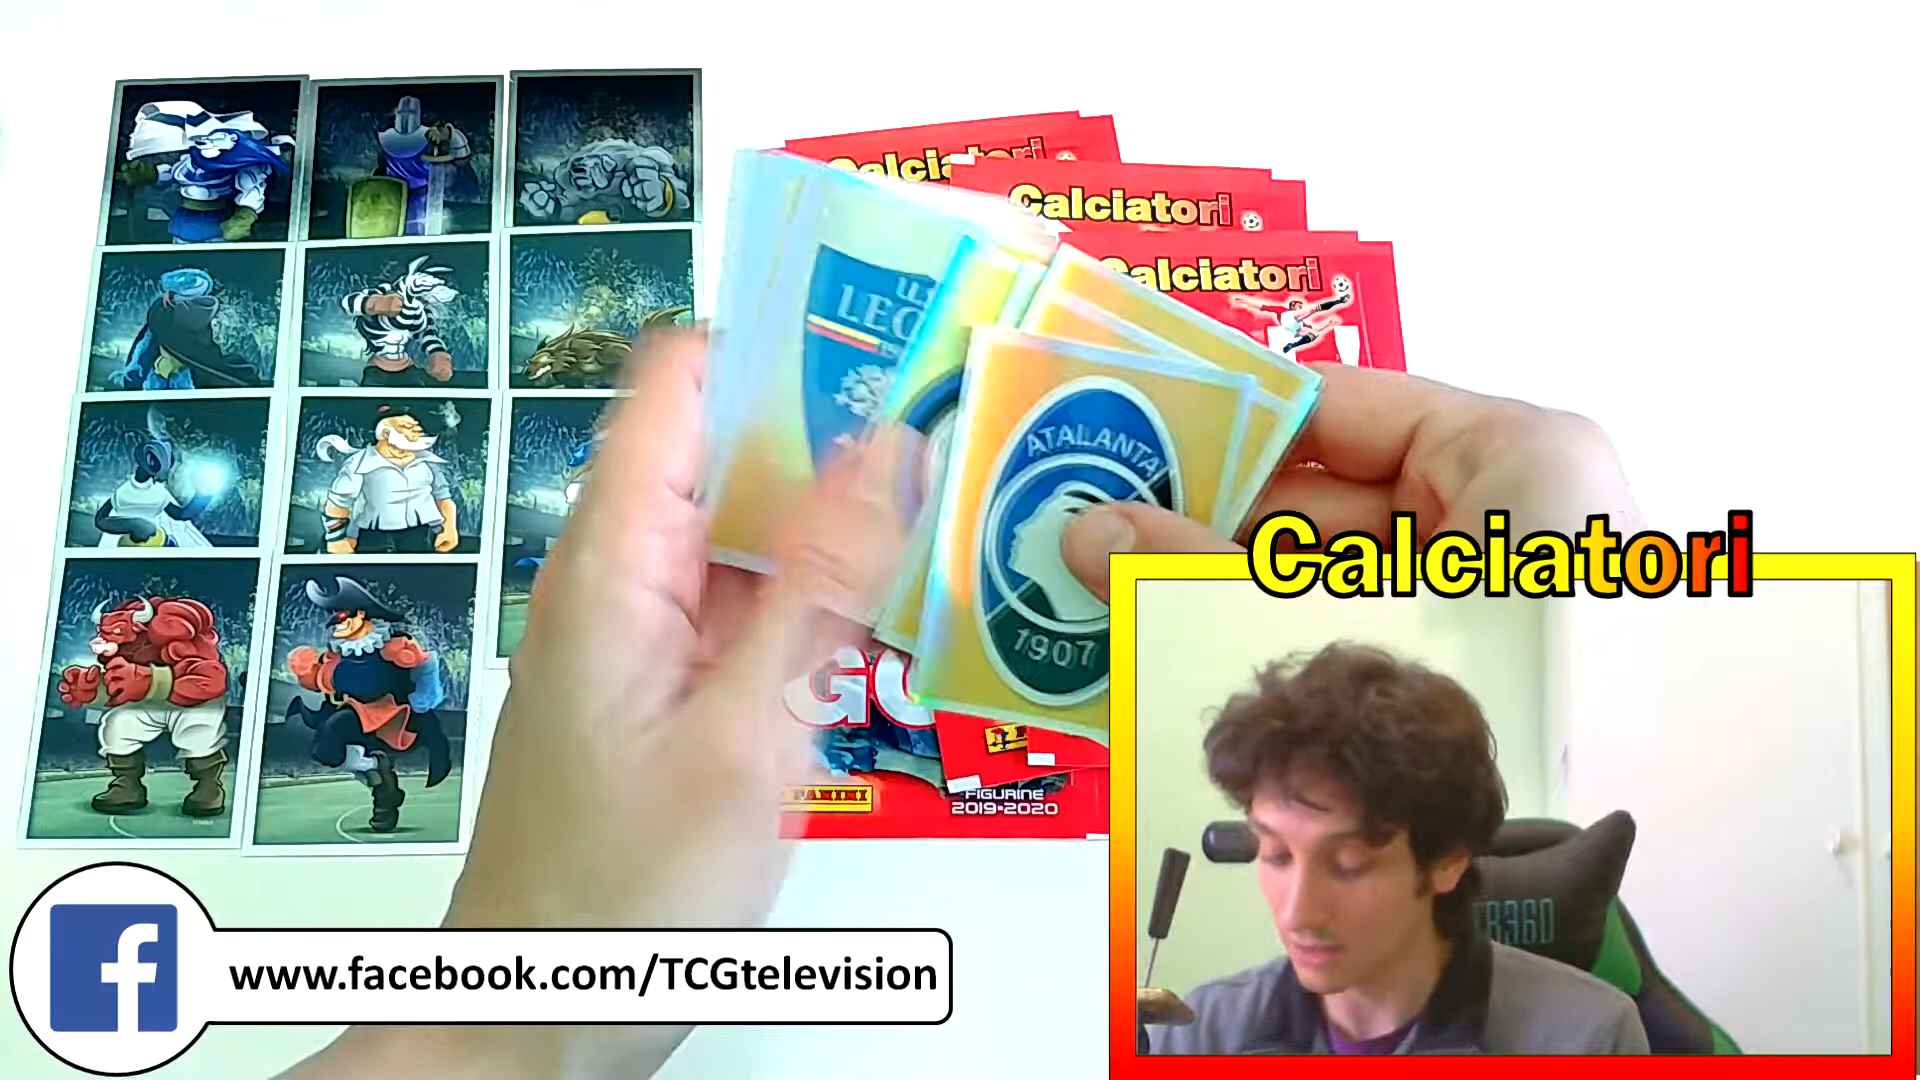 Calciatori
Calciatori
Calciatori
ATALANTA
1907
PANINI
FIGURINE
2019-2020
Calciatori
www.facebook.com/TCGtelevision